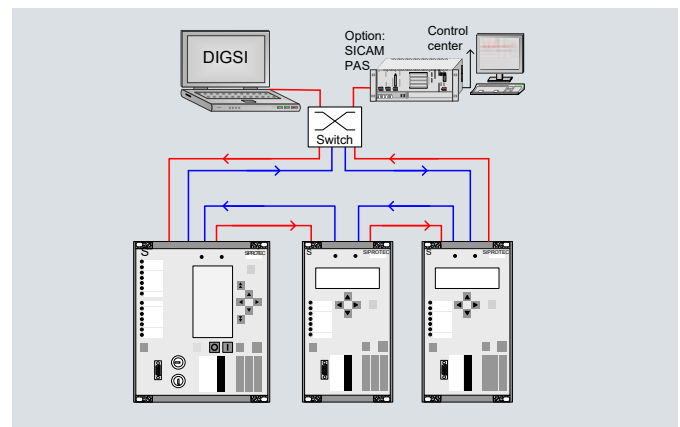 DIGSI
Option:
SICAM
PAS
Control
center
Switch
S
SIPROTEC
S
SIPROTEC
S
SIPROTEC